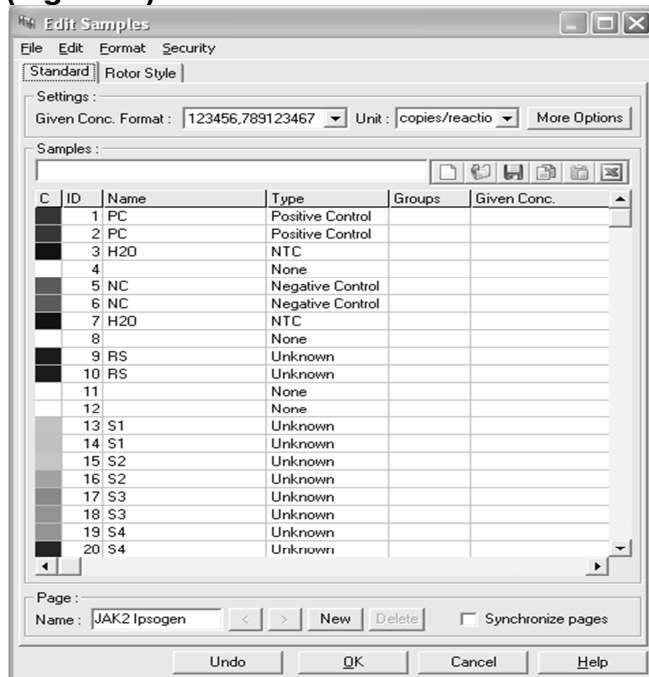 Edit Samples
File Edit Format Security
Standard Rotor Style
Settings :
Given Conc. Format : 123456,789123467 Unit : copies/reactio More Options
Samples :
C ID Name Type Groups Given Conc.
1 PC Positive Control
2 PC Positive Control
3 H2O NTC
4 None
5 NC Negative Control
6 NC Negative Control
7 H2O NTC
8 None
9 RS Unknown
10 RS Unknown
11 None
12 None
13 S1 Unknown
14 S1 Unknown
15 S2 Unknown
16 S2 Unknown
17 S3 Unknown
18 S3 Unknown
19 S4 Unknown
20 S4 Unknown
Page :
Name : JAK2 Ipsogen < > New Delete Synchronize pages
Undo OK Cancel Help